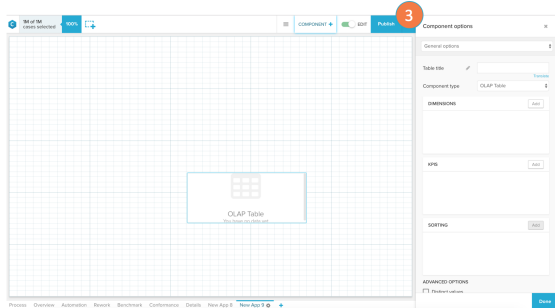 C
1M of 1M
cases selected
100%
COMPONENT +
EDIT
Publish
3
Component options
×
General options
Table title
Translate
Component type
OLAP Table
DIMENSIONS
Add
KPIS
Add
SORTING
Add
ADVANCED OPTIONS
Distinct values
Done
OLAP Table
Process Overview Automation Rework Benchmark Conformance Details New App 8 New App 9 +